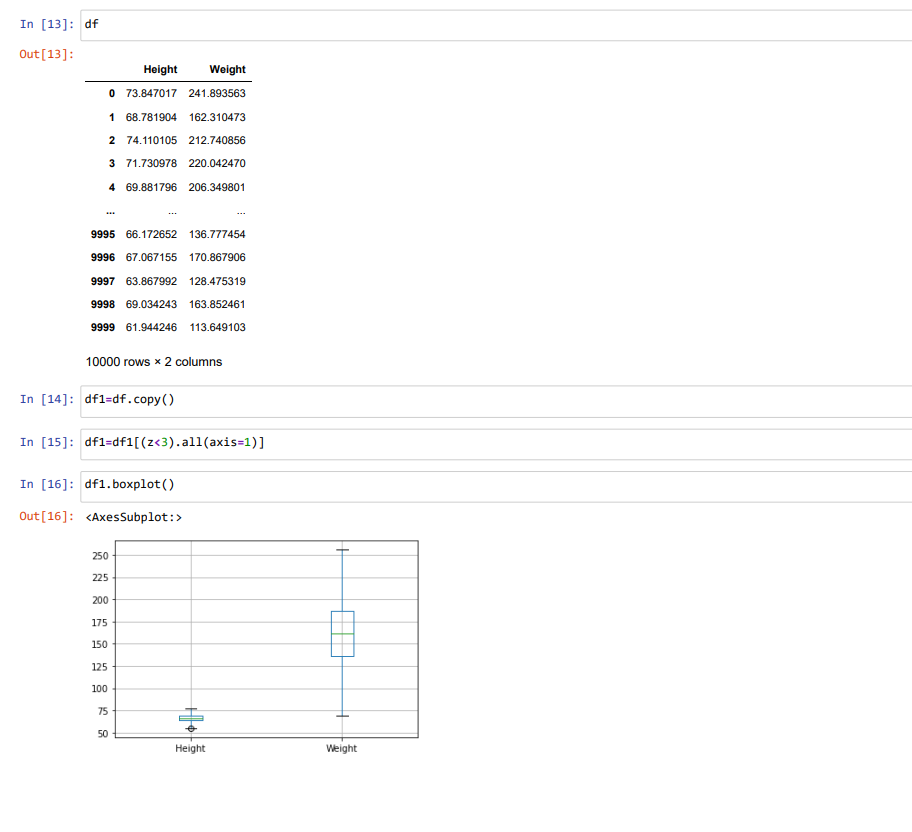 In [13]: df
Out[13]:
Height Weight
0 73.847017 241.893563
1 68.781904 162.310473
2 74.110105 212.740856
3 71.730978 220.042470
4 69.881796 206.349801
... ... ...
9995 66.172652 136.777454
9996 67.067155 170.867906
9997 63.867992 128.475319
9998 69.034243 163.852461
9999 61.944246 113.649103
10000 rows × 2 columns
In [14]: df1=df.copy()
In [15]: df1=df1[(z<3).all(axis=1)]
In [16]: df1.boxplot()
Out[16]: <AxesSubplot:>
250
225
200
175
150
125
100
75
50
Height Weight